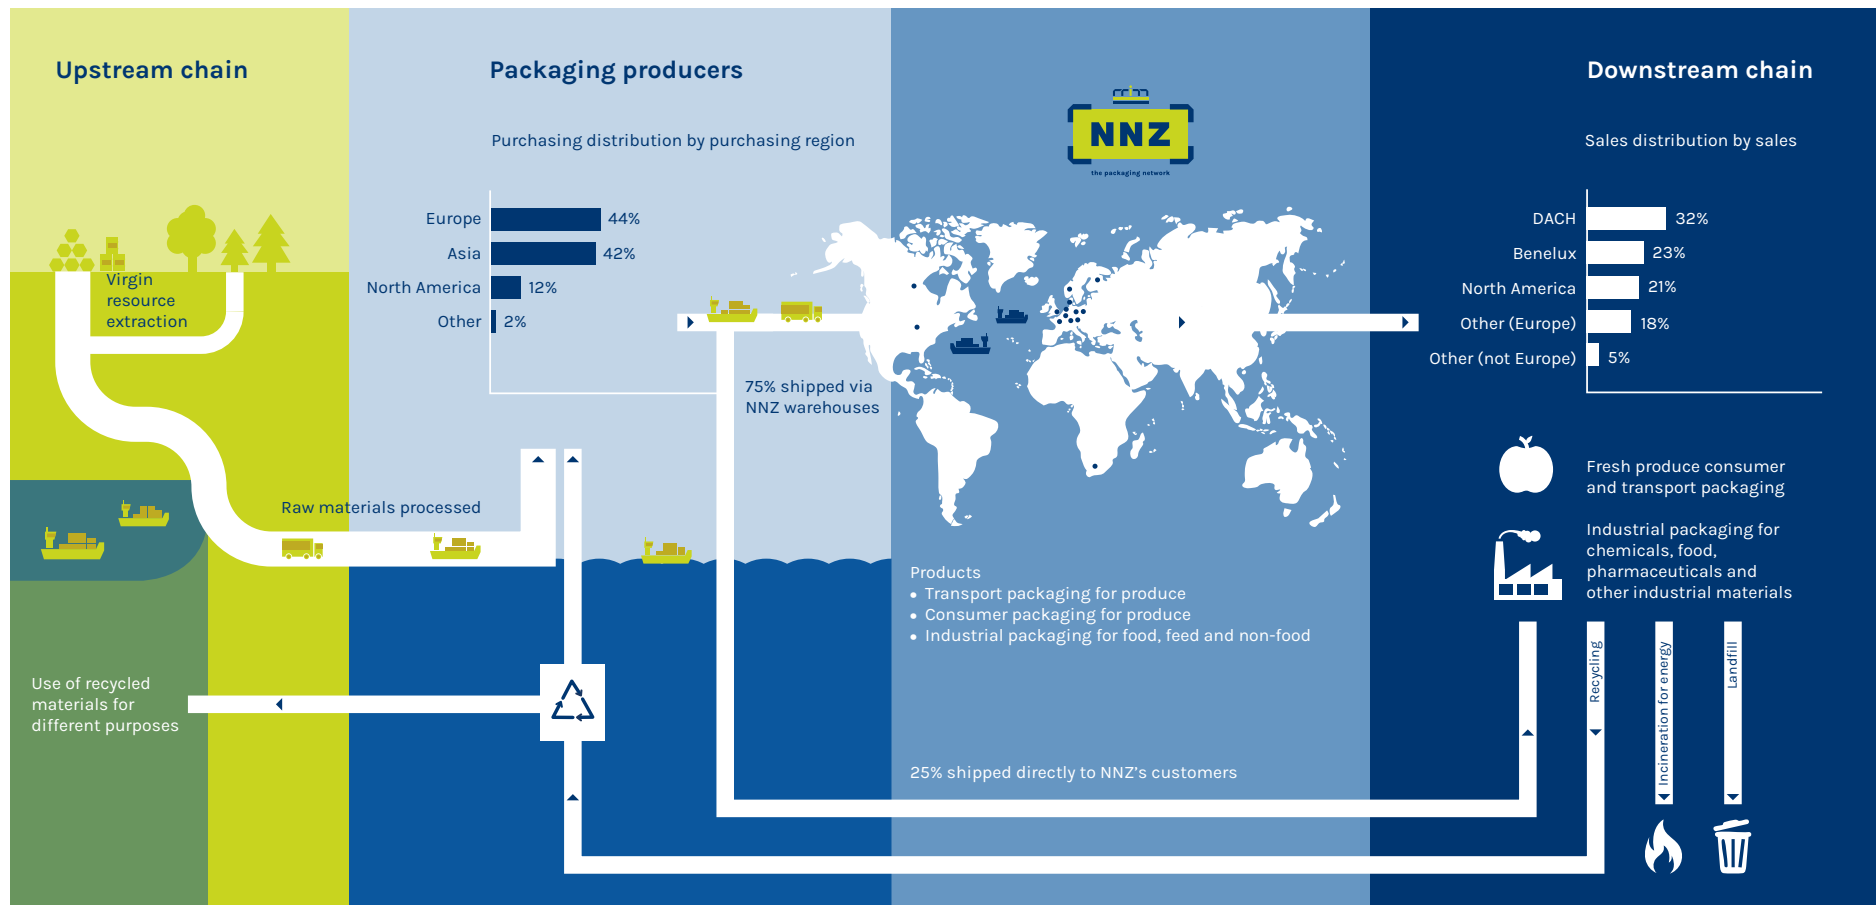 Upstream chain
Virgin
resource
extraction
Use of recycled
materials for
different purposes
Packaging producers
Purchasing distribution by purchasing region
Europe 44%
Asia 42%
North America 12%
Other 2%
75% shipped via
NNZ warehouses
Raw materials processed
NNZ
the packaging network
Products
• Transport packaging for produce
• Consumer packaging for produce
• Industrial packaging for food, feed and non-food
25% shipped directly to NNZ’s customers
Downstream chain
Sales distribution by sales
DACH 32%
Benelux 23%
North America 21%
Other (Europe) 18%
Other (not Europe) 5%
Fresh produce consumer
and transport packaging
Industrial packaging for
chemicals, food,
pharmaceuticals and
other industrial materials
Recycling
Incineration for energy
Landfill